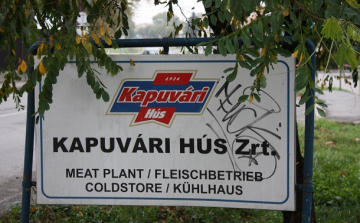 1924
Kapuvári
Hús
KAPUVÁRI HÚS Zrt.
MEAT PLANT / FLEISCHBETRIEB
COLDSTORE / KÜHLHAUS